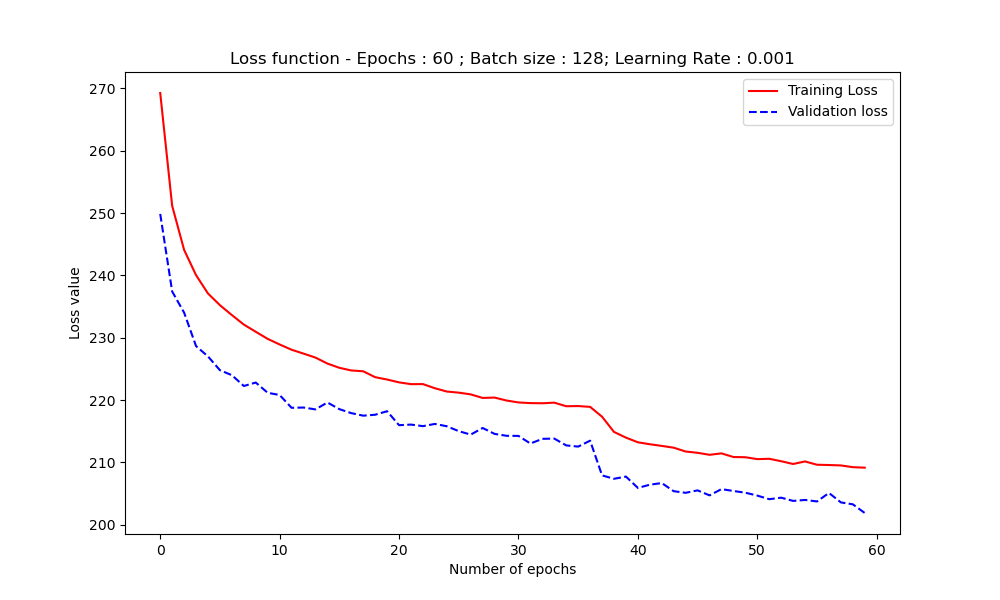 Loss function - Epochs : 60 ; Batch size : 128; Learning Rate : 0.001
Training Loss
Validation loss
Loss value
270
260
250
240
230
220
210
200
0 10 20 30 40 50 60
Number of epochs